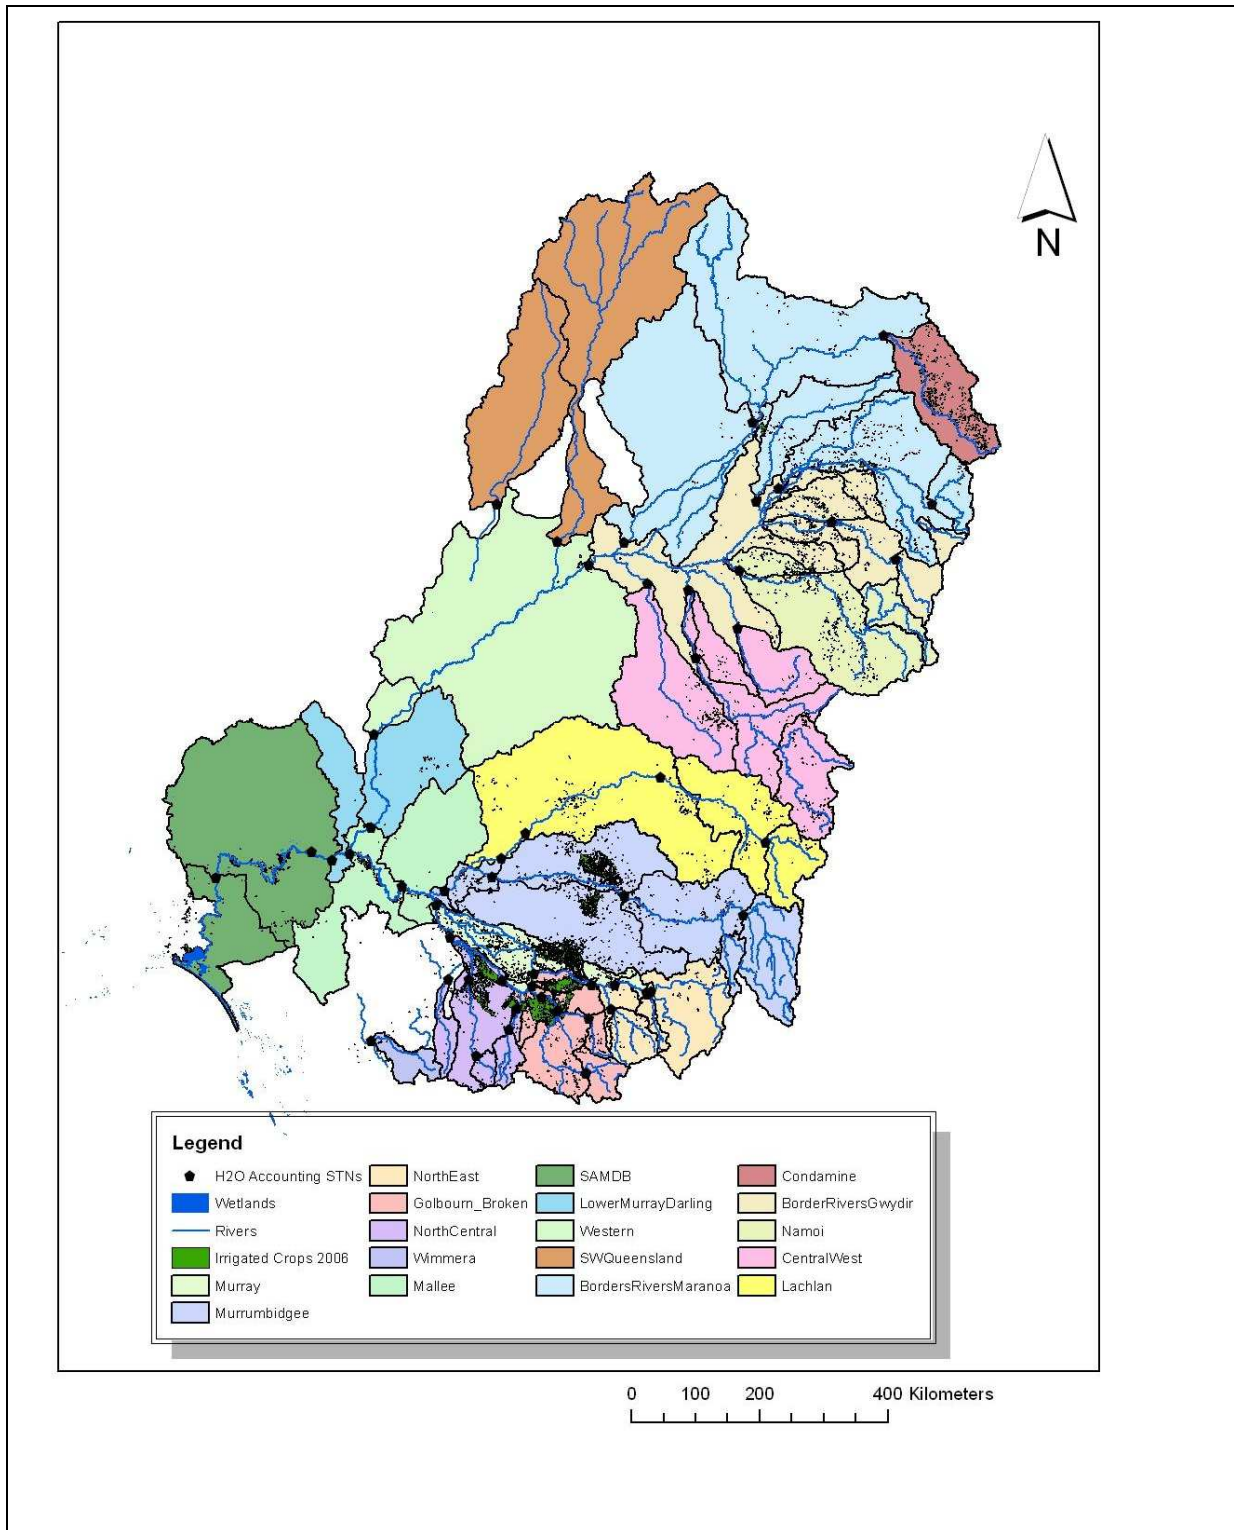 N
Legend
H2O Accounting STNs
Wetlands
Rivers
Irrigated Crops 2006
Murray
Murrumbidgee
NorthEast
Golbourn_Broken
NorthCentral
Wimmera
Mallee
SAMDB
LowerMurrayDarling
Western
SWQueensland
BordersRiversMaranoa
Condamine
BorderRiversGwydir
Namoi
CentralWest
Lachlan
0 100 200 400 Kilometers